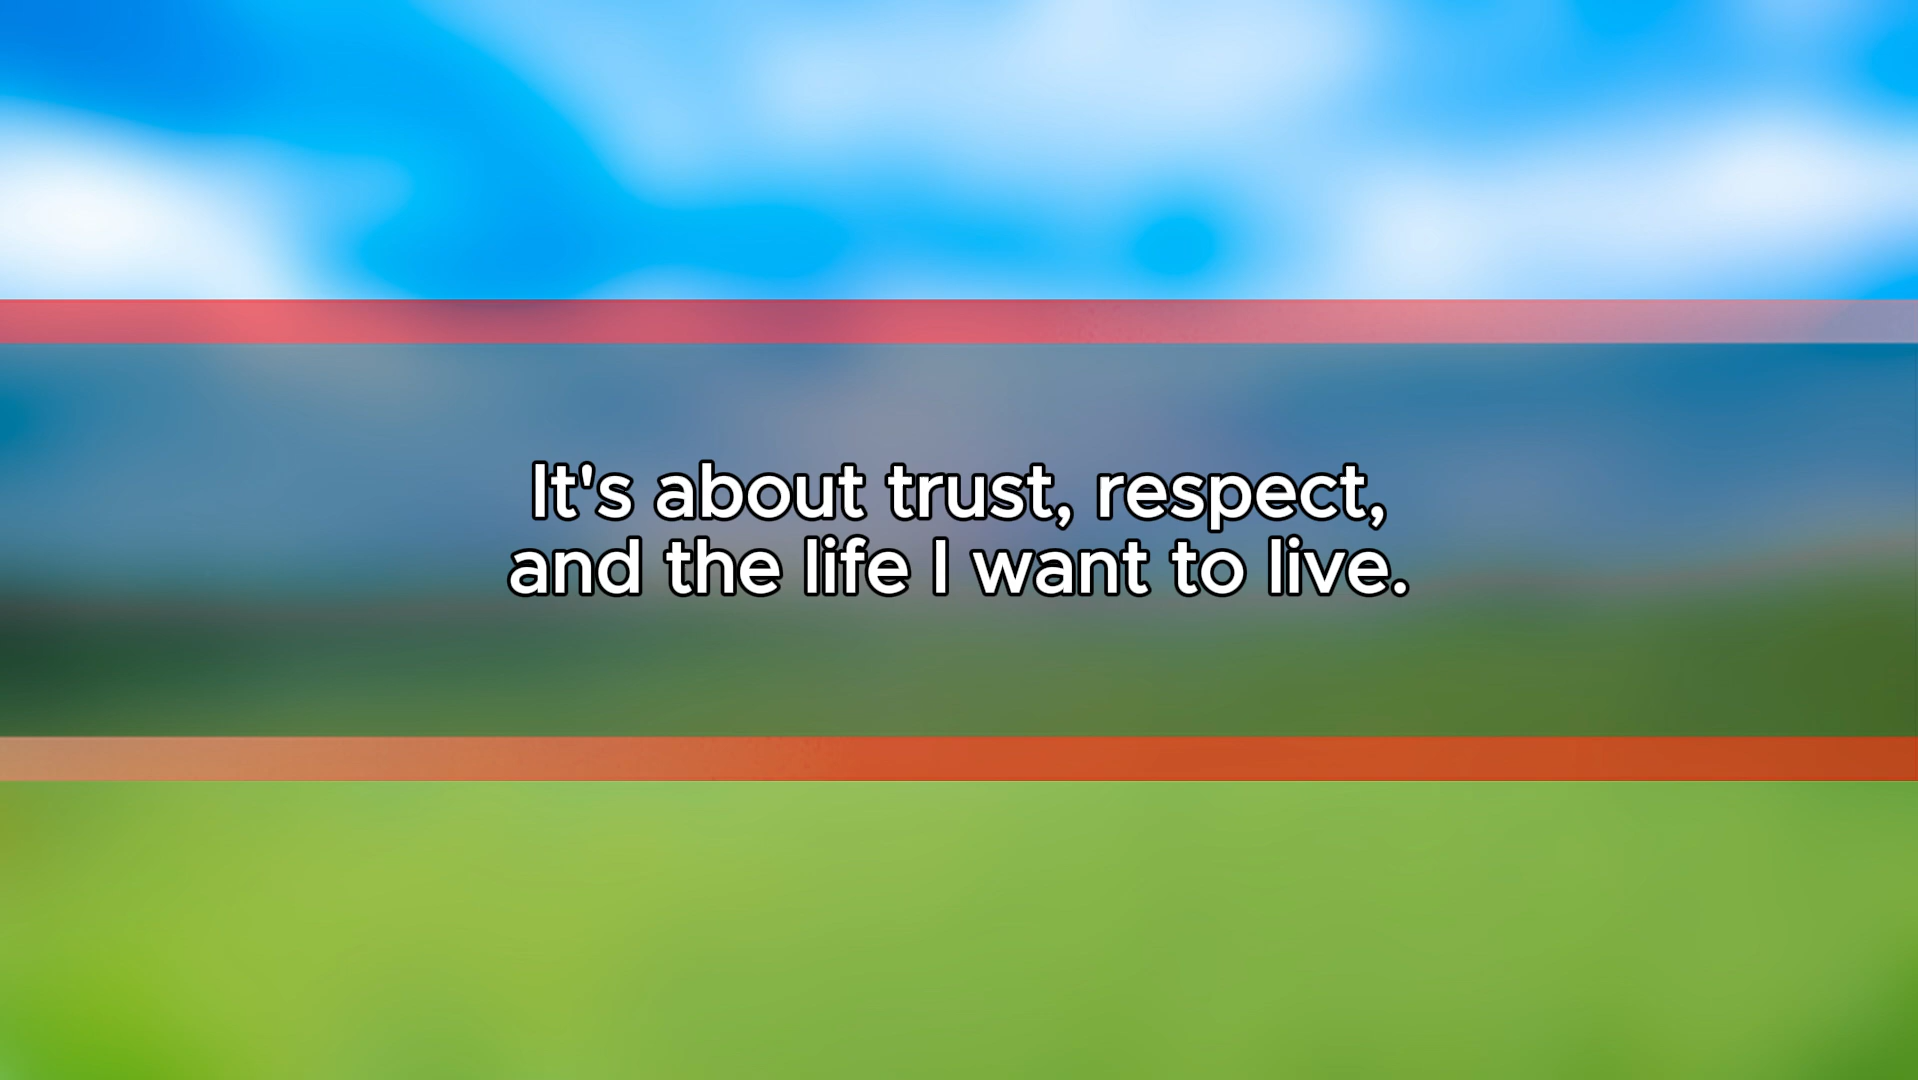 It's about trust, respect,
and the life I want to live.